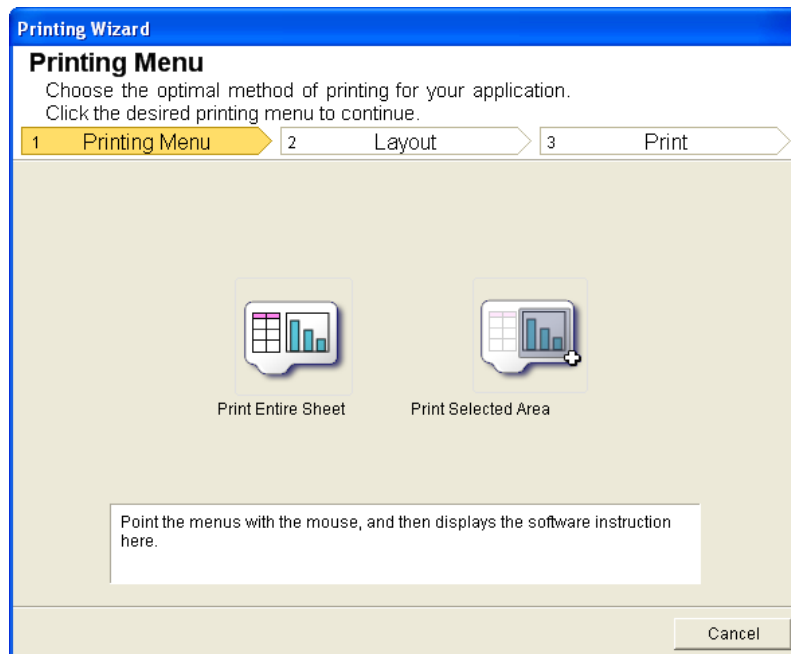 Printing Wizard
Printing Menu
Choose the optimal method of printing for your application.
Click the desired printing menu to continue.
1 Printing Menu 2 Layout 3 Print
Print Entire Sheet Print Selected Area
Point the menus with the mouse, and then displays the software instruction
here.
Cancel